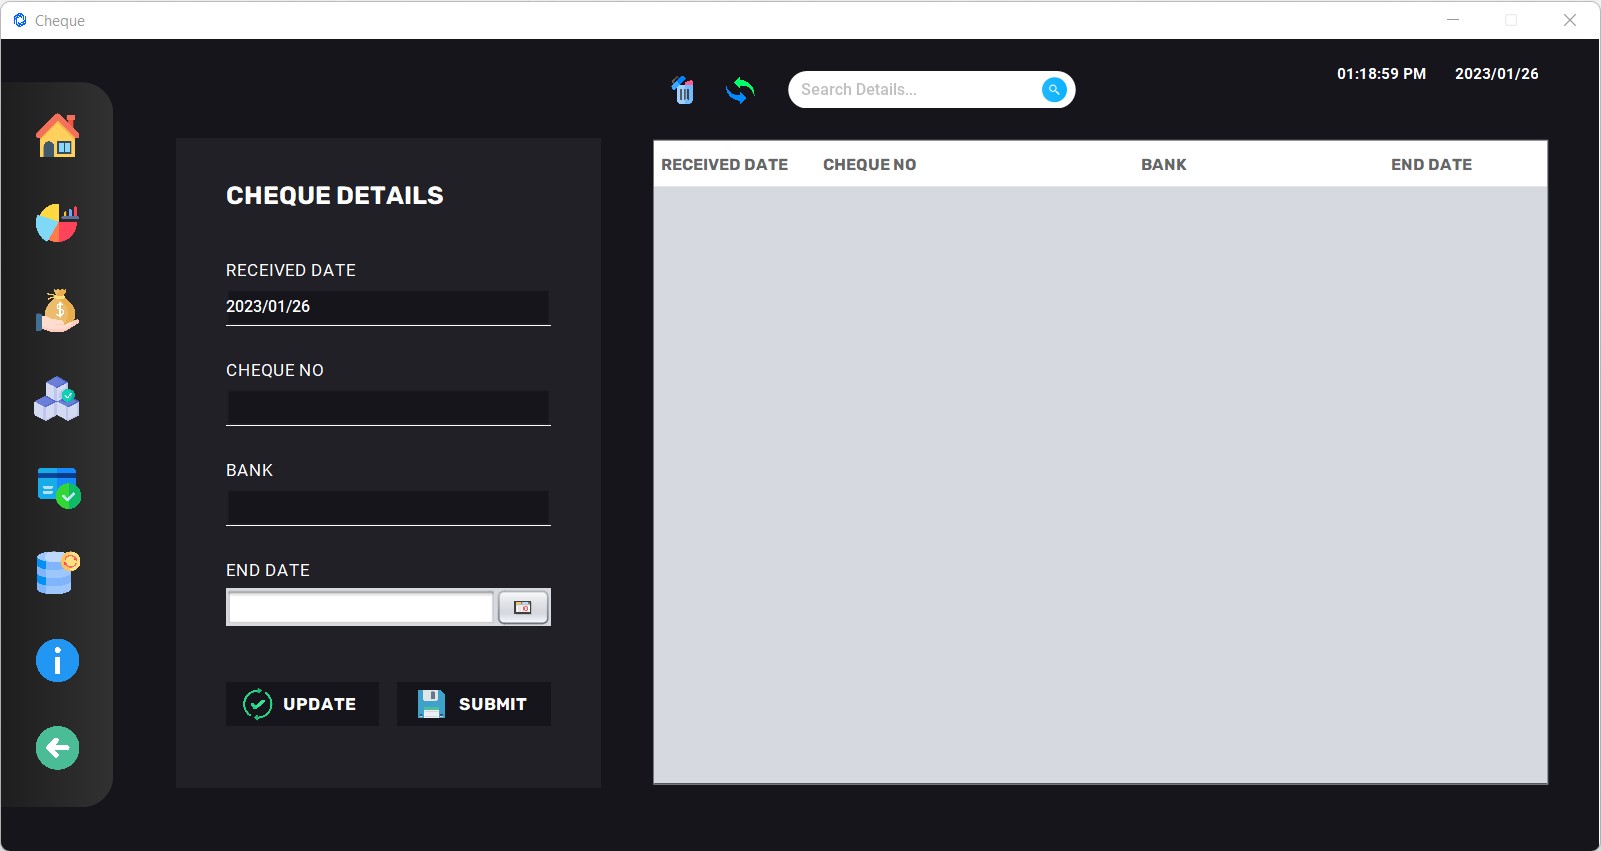 Cheque
Search Details...
01:18:59 PM 2023/01/26
CHEQUE DETAILS
RECEIVED DATE
2023/01/26
CHEQUE NO
BANK
END DATE
UPDATE SUBMIT
RECEIVED DATE CHEQUE NO BANK END DATE